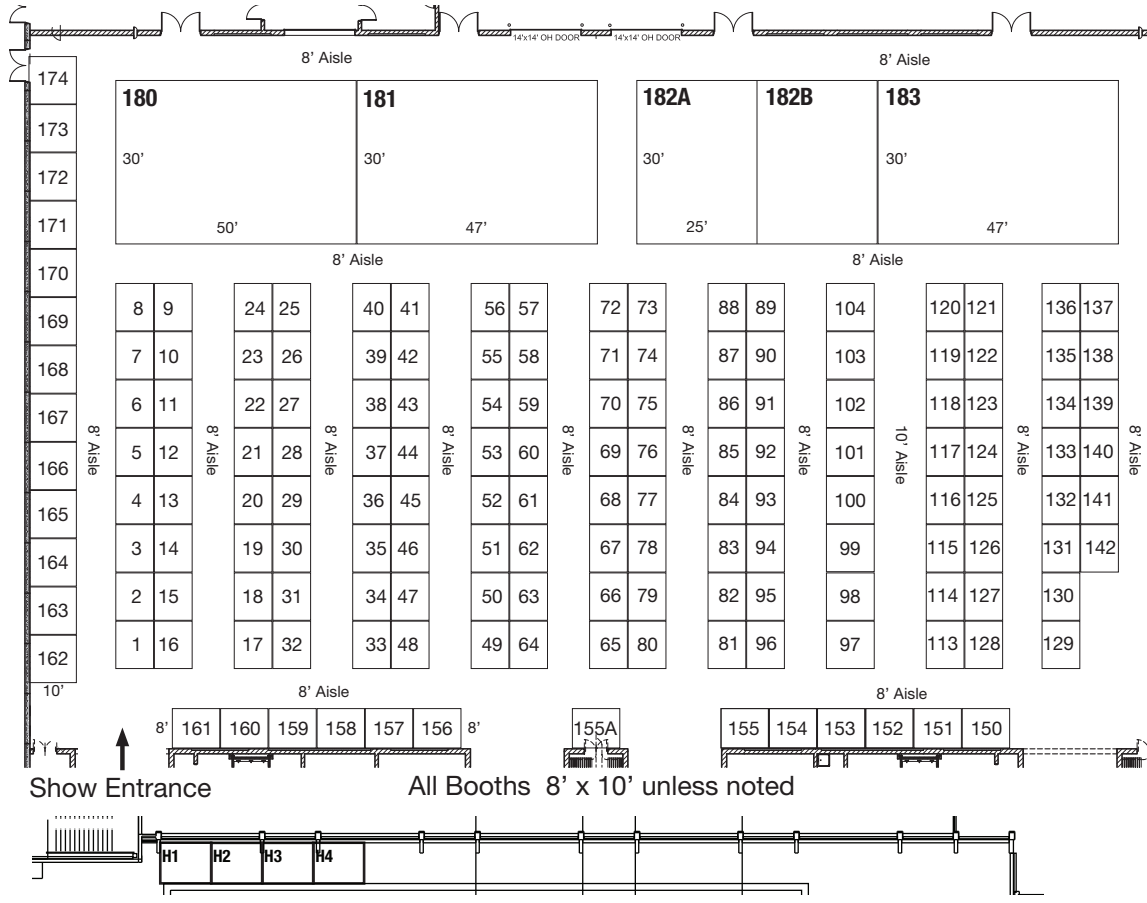 14'x14' OH DOOR 14'x14' OH DOOR
8’ Aisle 8’ Aisle
174
180 181 182A 182B 183
173
30’ 30’ 30’ 30’
172
171
50’ 47’ 25’ 47’
8’ Aisle 8’ Aisle
170
169 8 9 24 25 40 41 56 57 72 73 88 89 104 120 121 136 137
168 7 10 23 26 39 42 55 58 71 74 87 90 103 119 122 135 138
167 6 11 22 27 38 43 54 59 70 75 86 91 102 118 123 134 139
166 8’ Aisle 5 12 8’ Aisle 21 28 8’ Aisle 37 44 8’ Aisle 53 60 8’ Aisle 69 76 8’ Aisle 85 92 8’ Aisle 101 10’ Aisle 117 124 8’ Aisle 133 140 8’ Aisle
165 4 13 20 29 36 45 52 61 68 77 84 93 100 116 125 132 141
164 3 14 19 30 35 46 51 62 67 78 83 94 99 115 126 131 142
163 2 15 18 31 34 47 50 63 66 79 82 95 98 114 127 130
162 1 16 17 32 33 48 49 64 65 80 81 96 97 113 128 129
10’ 8’ Aisle 8’ Aisle
8’ 161 160 159 158 157 156 8’ 155A 155 154 153 152 151 150
Show Entrance All Booths 8’ x 10’ unless noted
H1 H2 H3 H4